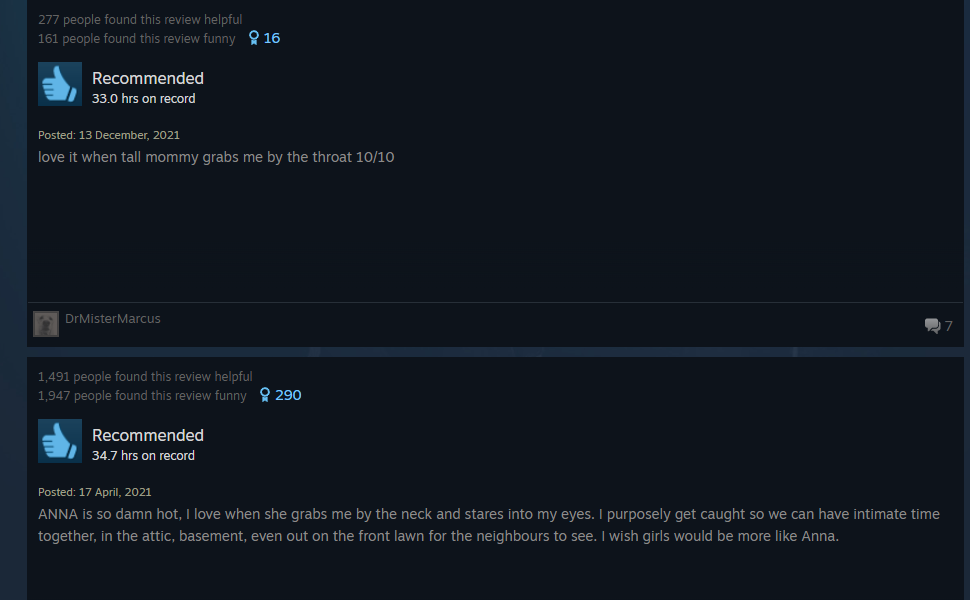 277 people found this review helpful
161 people found this review funny 16
Recommended
33.0 hrs on record
Posted: 13 December, 2021
love it when tall mommy grabs me by the throat 10/10
DrMisterMarcus
7
1,491 people found this review helpful
1,947 people found this review funny 290
Recommended
34.7 hrs on record
Posted: 17 April, 2021
ANNA is so damn hot, I love when she grabs me by the neck and stares into my eyes. I purposely get caught so we can have intimate time
together, in the attic, basement, even out on the front lawn for the neighbours to see. I wish girls would be more like Anna.